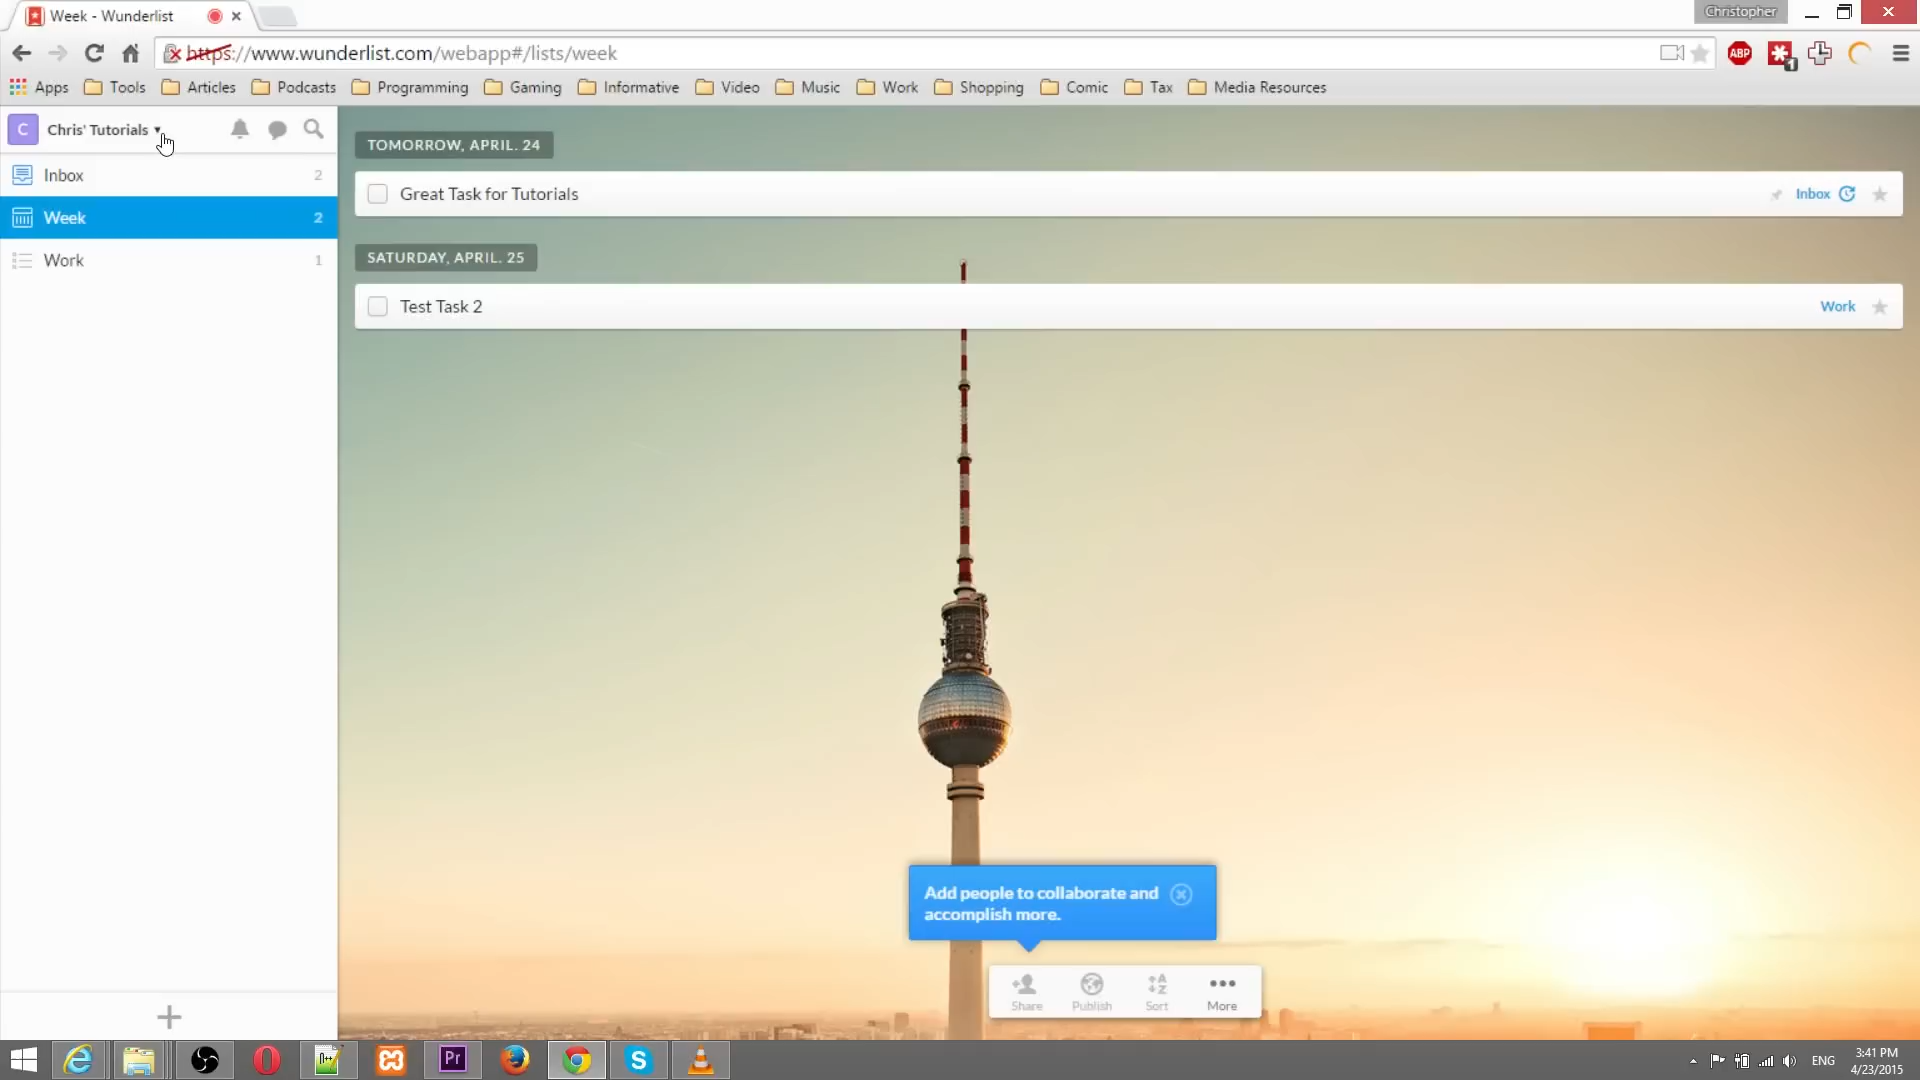 Week - Wunderlist
Christopher
https://www.wunderlist.com/webapp#/lists/week
ABP
1
Apps Tools Articles Podcasts Programming Gaming Informative Video Music Work Shopping Comic Tax Media Resources
C Chris' Tutorials
Inbox 2
Week 2
Work 1
TOMORROW, APRIL. 24
Great Task for Tutorials Inbox
SATURDAY, APRIL. 25
Test Task 2 Work
Add people to collaborate and
accomplish more.
Share Publish Sort More
Pr
ENG
3:41 PM
4/23/2015